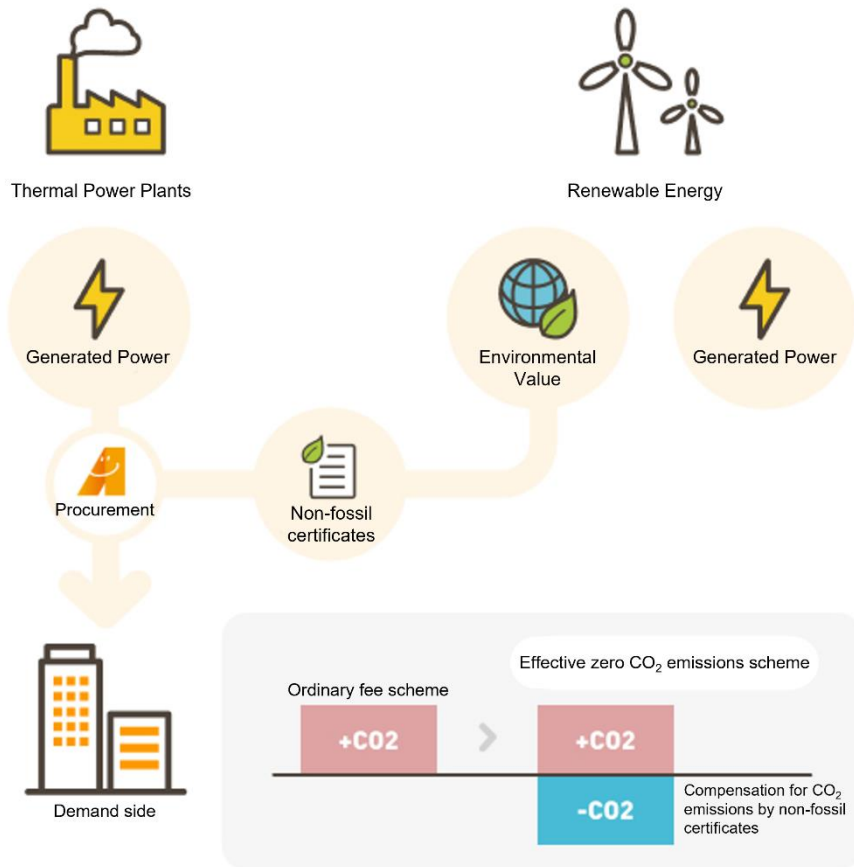 Thermal Power Plants
Renewable Energy
Generated Power
Environmental
Value
Generated Power
Procurement
Non-fossil
certificates
Demand side
Effective zero CO₂ emissions scheme
Ordinary fee scheme
+CO2
+CO2
-CO2
Compensation for CO₂
emissions by non-fossil
certificates